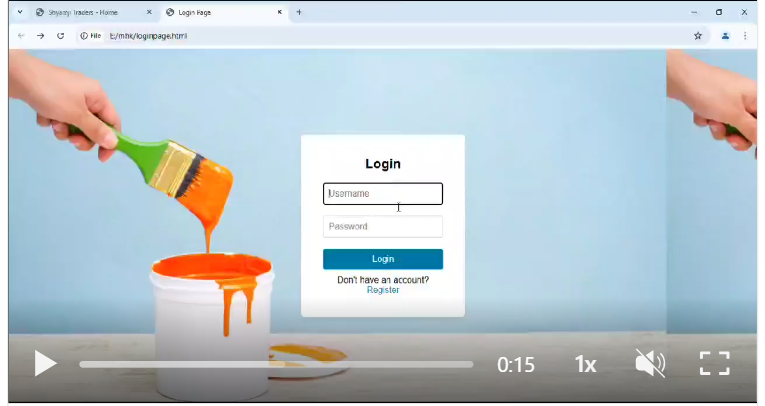 Shyamji Traders - Home
Login Page
File
E:/mhk/loginpage.html
Login
Username
Password
Login
Don't have an account?
Register
0:15
1x